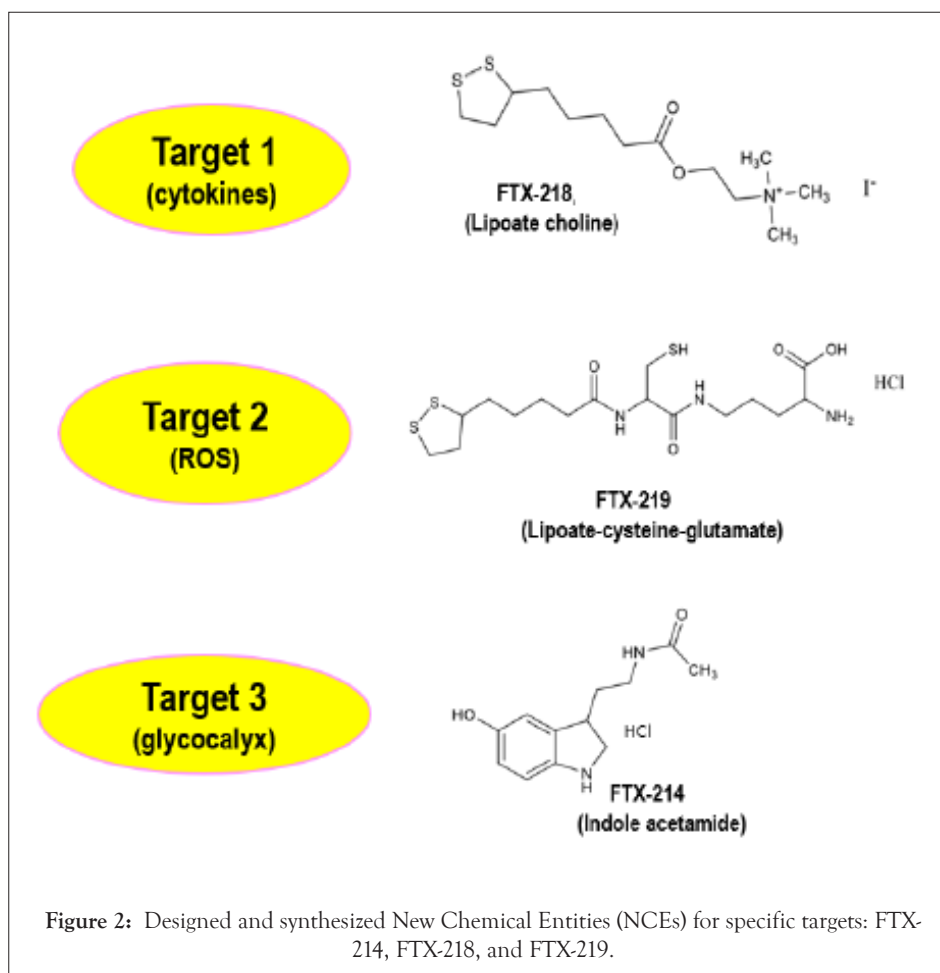 Target 1
(cytokines)
S
S
O
O
H₃C
N⁺
CH₃
CH₃
I⁻
FTX-218,
(Lipoate choline)
Target 2
(ROS)
S
S
O
N
H
SH
O
H
N
O
OH
NH₂
HCl
FTX-219
(Lipoate-cysteine-glutamate)
Target 3
(glycocalyx)
O
HN
CH₃
HO
HCl
N
H
FTX-214
(Indole acetamide)
Figure 2: Designed and synthesized New Chemical Entities (NCEs) for specific targets: FTX-
214, FTX-218, and FTX-219.